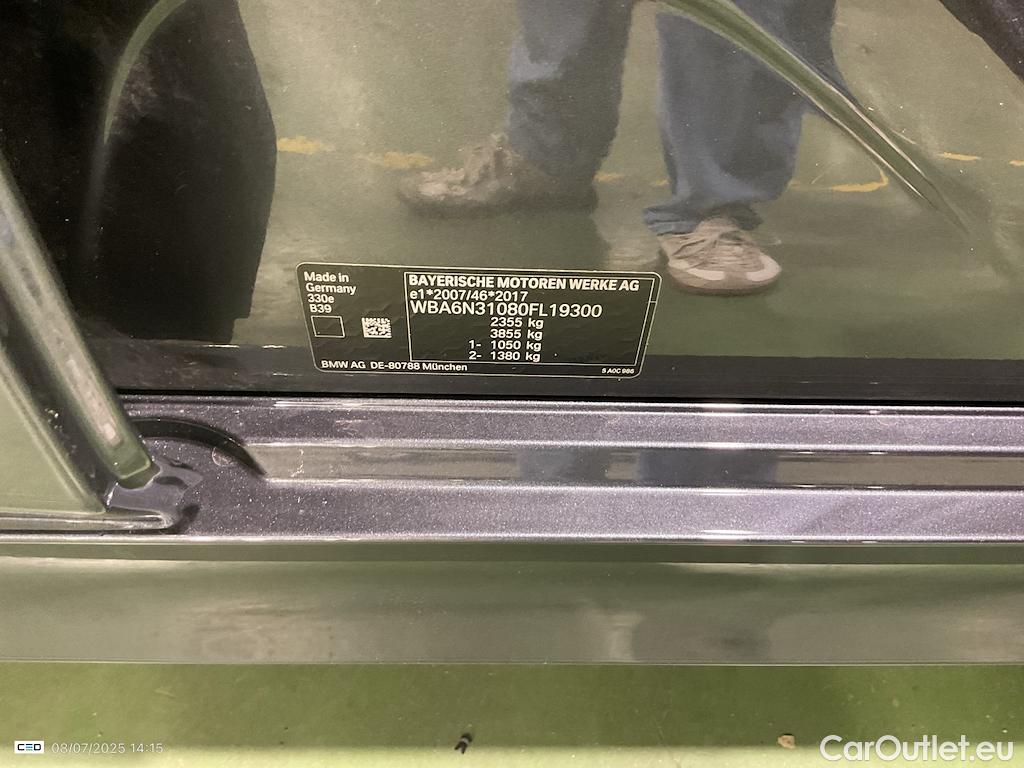 Made in
Germany
330e
B39
BAYERISCHE MOTOREN WERKE AG
e1*2007/46*2017
WBA6N31080FL19300
2355 kg
3855 kg
1- 1050 kg
2- 1380 kg
BMW AG DE-80788 München
5 A0C 986
CEO 08/07/2025 14:15
CarOutlet.eu